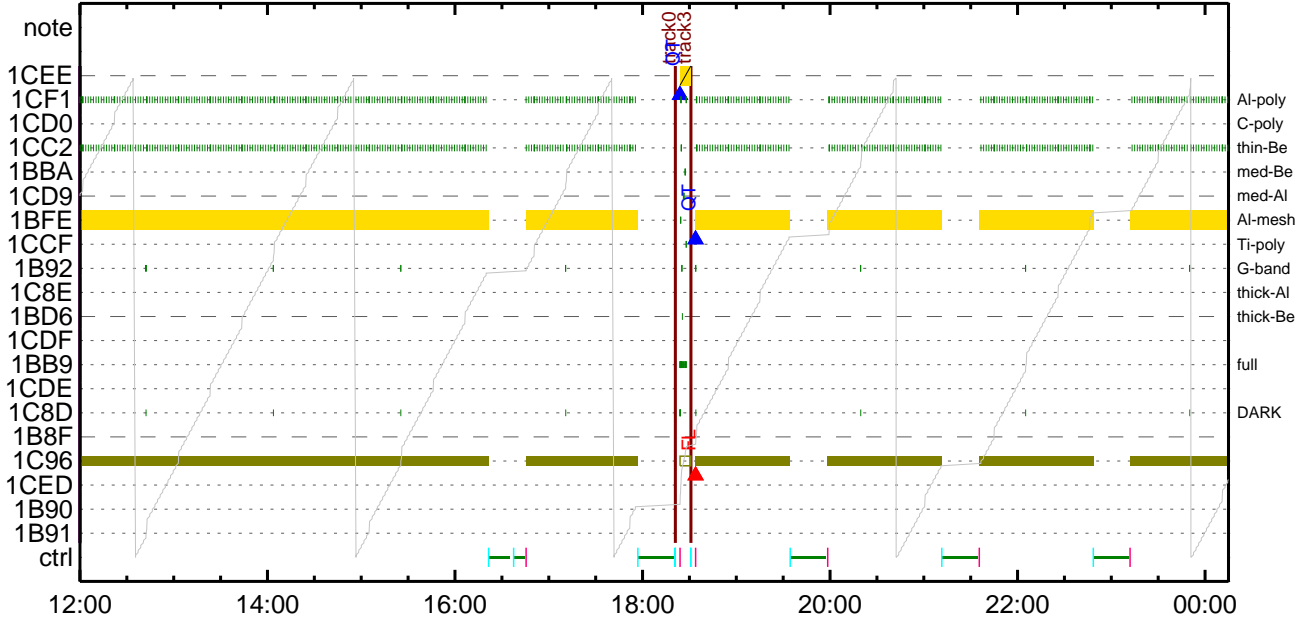 note
track0
track3
QT
1CEE
1CF1 Al-poly
1CD0 C-poly
1CC2 thin-Be
1BBA med-Be
1CD9 med-Al
QT
1BFE Al-mesh
1CCF Ti-poly
1B92 G-band
1C8E thick-Al
1BD6 thick-Be
1CDF
1BB9 full
1CDE
1C8D DARK
1B8F
FL
1C96
1CED
1B90
1B91
ctrl
12:00 14:00 16:00 18:00 20:00 22:00 00:00